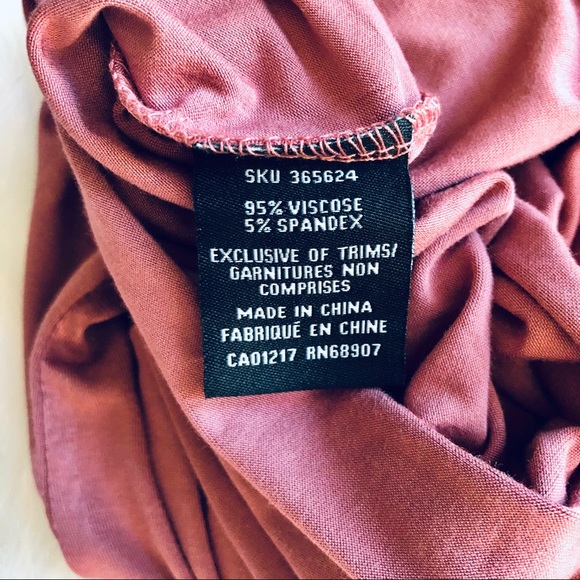 SKU 365624
95% VISCOSE
5% SPANDEX
EXCLUSIVE OF TRIMS/
GARNITURES NON
COMPRISES
MADE IN CHINA
FABRIQUÉ EN CHINE
CA01217 RN68907